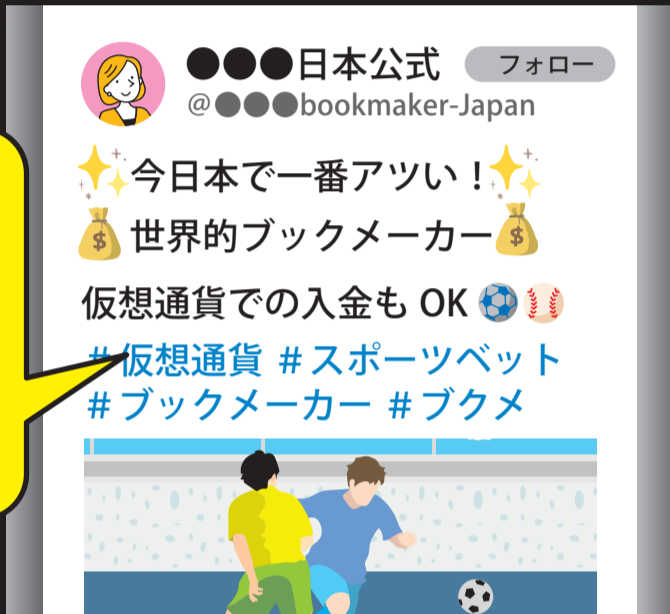 ●●●日本公式 フォロー
@●●●bookmaker-Japan
今日本で一番アツい！
世界的ブックメーカー
仮想通貨での入金も OK
#仮想通貨 #スポーツベット
#ブックメーカー #ブクメ